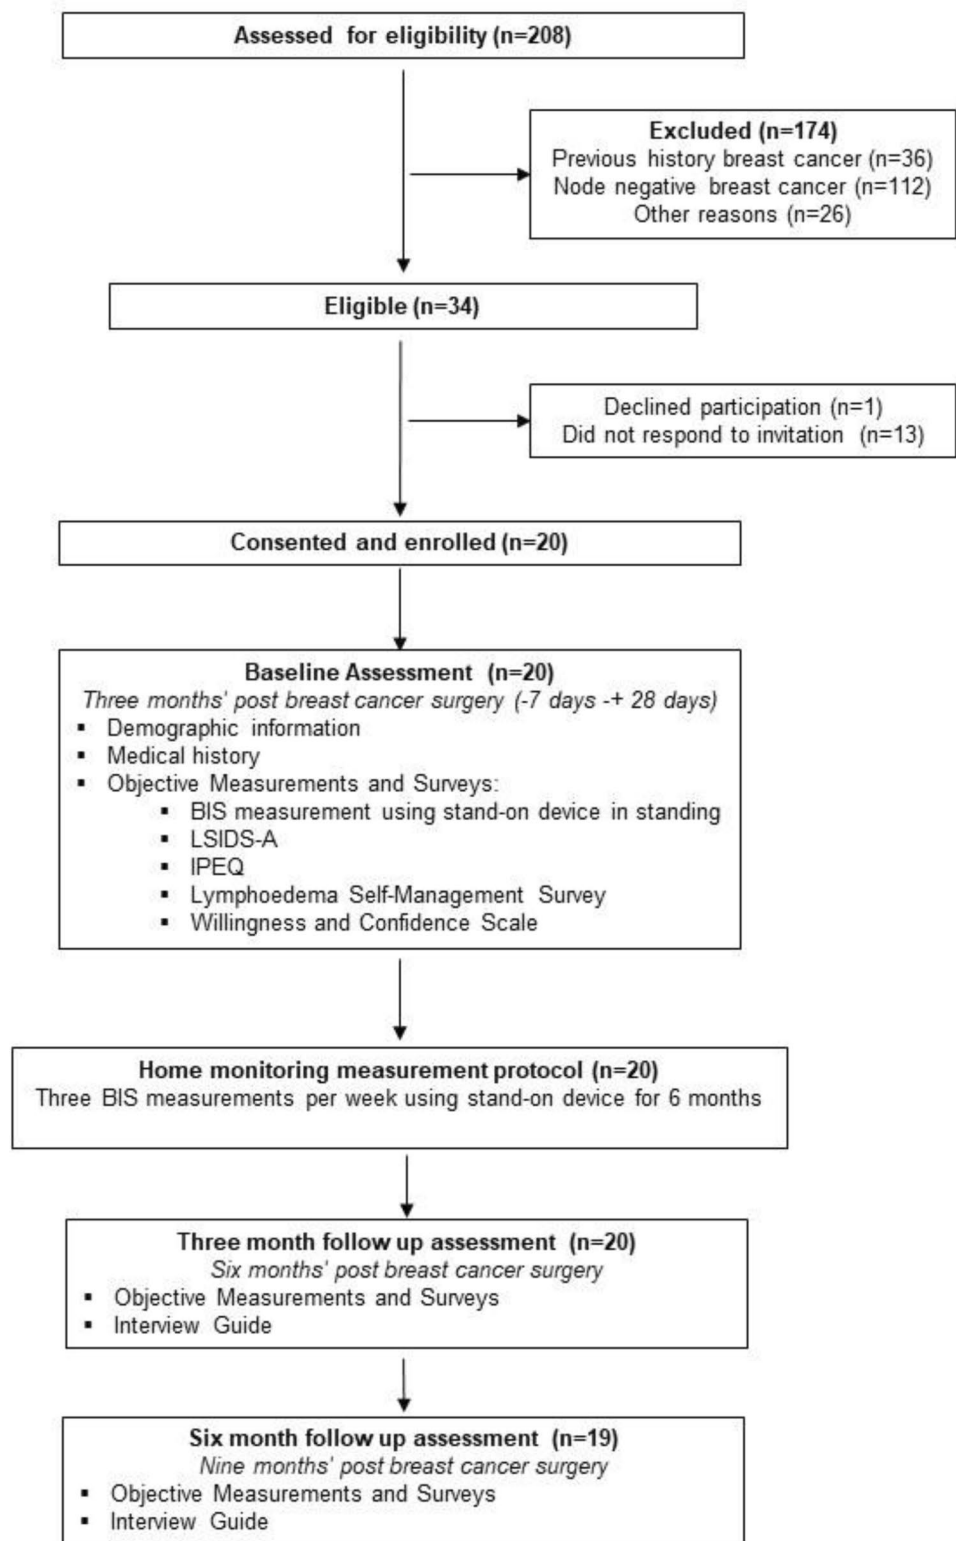 Assessed for eligibility (n=208)
Excluded (n=174)
Previous history breast cancer (n=36)
Node negative breast cancer (n=112)
Other reasons (n=26)
Eligible (n=34)
Declined participation (n=1)
Did not respond to invitation (n=13)
Consented and enrolled (n=20)
Baseline Assessment (n=20)
Three months' post breast cancer surgery (-7 days -+ 28 days)
▪ Demographic information
▪ Medical history
▪ Objective Measurements and Surveys:
▪ BIS measurement using stand-on device in standing
▪ LSIDS-A
▪ IPEQ
▪ Lymphoedema Self-Management Survey
▪ Willingness and Confidence Scale
Home monitoring measurement protocol (n=20)
Three BIS measurements per week using stand-on device for 6 months
Three month follow up assessment (n=20)
Six months' post breast cancer surgery
▪ Objective Measurements and Surveys
▪ Interview Guide
Six month follow up assessment (n=19)
Nine months' post breast cancer surgery
▪ Objective Measurements and Surveys
▪ Interview Guide